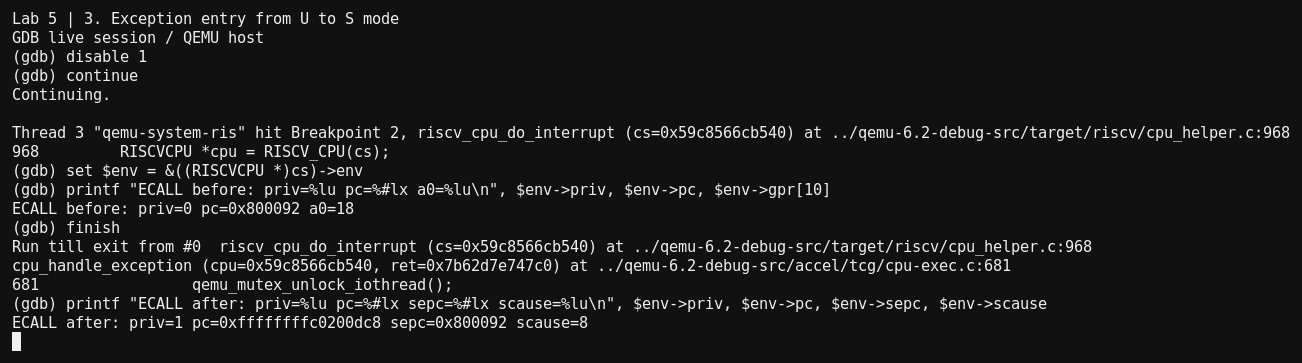 Lab 5 | 3. Exception entry from U to S mode
GDB live session / QEMU host
(gdb) disable 1
(gdb) continue
Continuing.
Thread 3 "qemu-system-ris" hit Breakpoint 2, riscv_cpu_do_interrupt (cs=0x59c8566cb540) at ../qemu-6.2-debug-src/target/riscv/cpu_helper.c:968
968         RISCVCPU *cpu = RISCV_CPU(cs);
(gdb) set $env = &((RISCVCPU *)cs)->env
(gdb) printf "ECALL before: priv=%lu pc=%#lx a0=%lu\n", $env->priv, $env->pc, $env->gpr[10]
ECALL before: priv=0 pc=0x800092 a0=18
(gdb) finish
Run till exit from #0  riscv_cpu_do_interrupt (cs=0x59c8566cb540) at ../qemu-6.2-debug-src/target/riscv/cpu_helper.c:968
cpu_handle_exception (cpu=0x59c8566cb540, ret=0x7b62d7e747c0) at ../qemu-6.2-debug-src/accel/tcg/cpu-exec.c:681
681                 qemu_mutex_unlock_iothread();
(gdb) printf "ECALL after: priv=%lu pc=%#lx sepc=%#lx scause=%lu\n", $env->priv, $env->pc, $env->sepc, $env->scause
ECALL after: priv=1 pc=0xffffffffc0200dc8 sepc=0x800092 scause=8